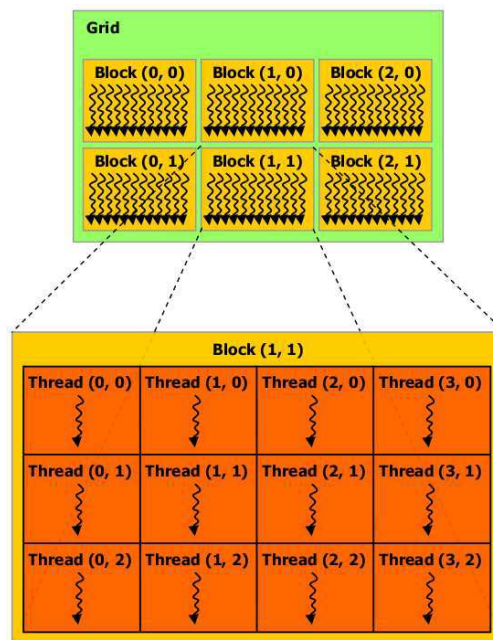 Grid
Block (0, 0) Block (1, 0) Block (2, 0)
Block (0, 1) Block (1, 1) Block (2, 1)
Block (1, 1)
Thread (0, 0) Thread (1, 0) Thread (2, 0) Thread (3, 0)
Thread (0, 1) Thread (1, 1) Thread (2, 1) Thread (3, 1)
Thread (0, 2) Thread (1, 2) Thread (2, 2) Thread (3, 2)